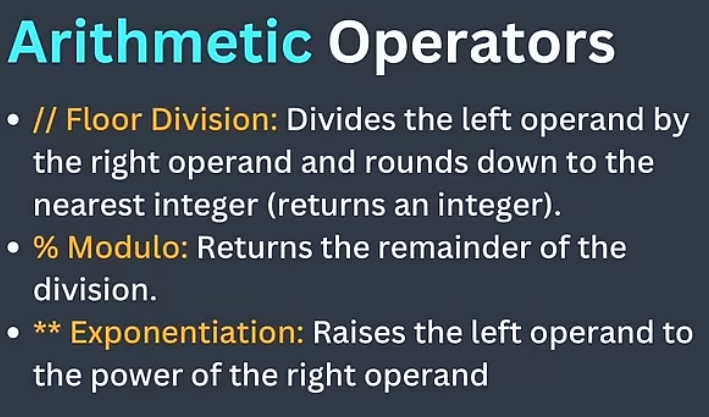 Arithmetic Operators
• // Floor Division: Divides the left operand by
the right operand and rounds down to the
nearest integer (returns an integer).
• % Modulo: Returns the remainder of the
division.
• ** Exponentiation: Raises the left operand to
the power of the right operand